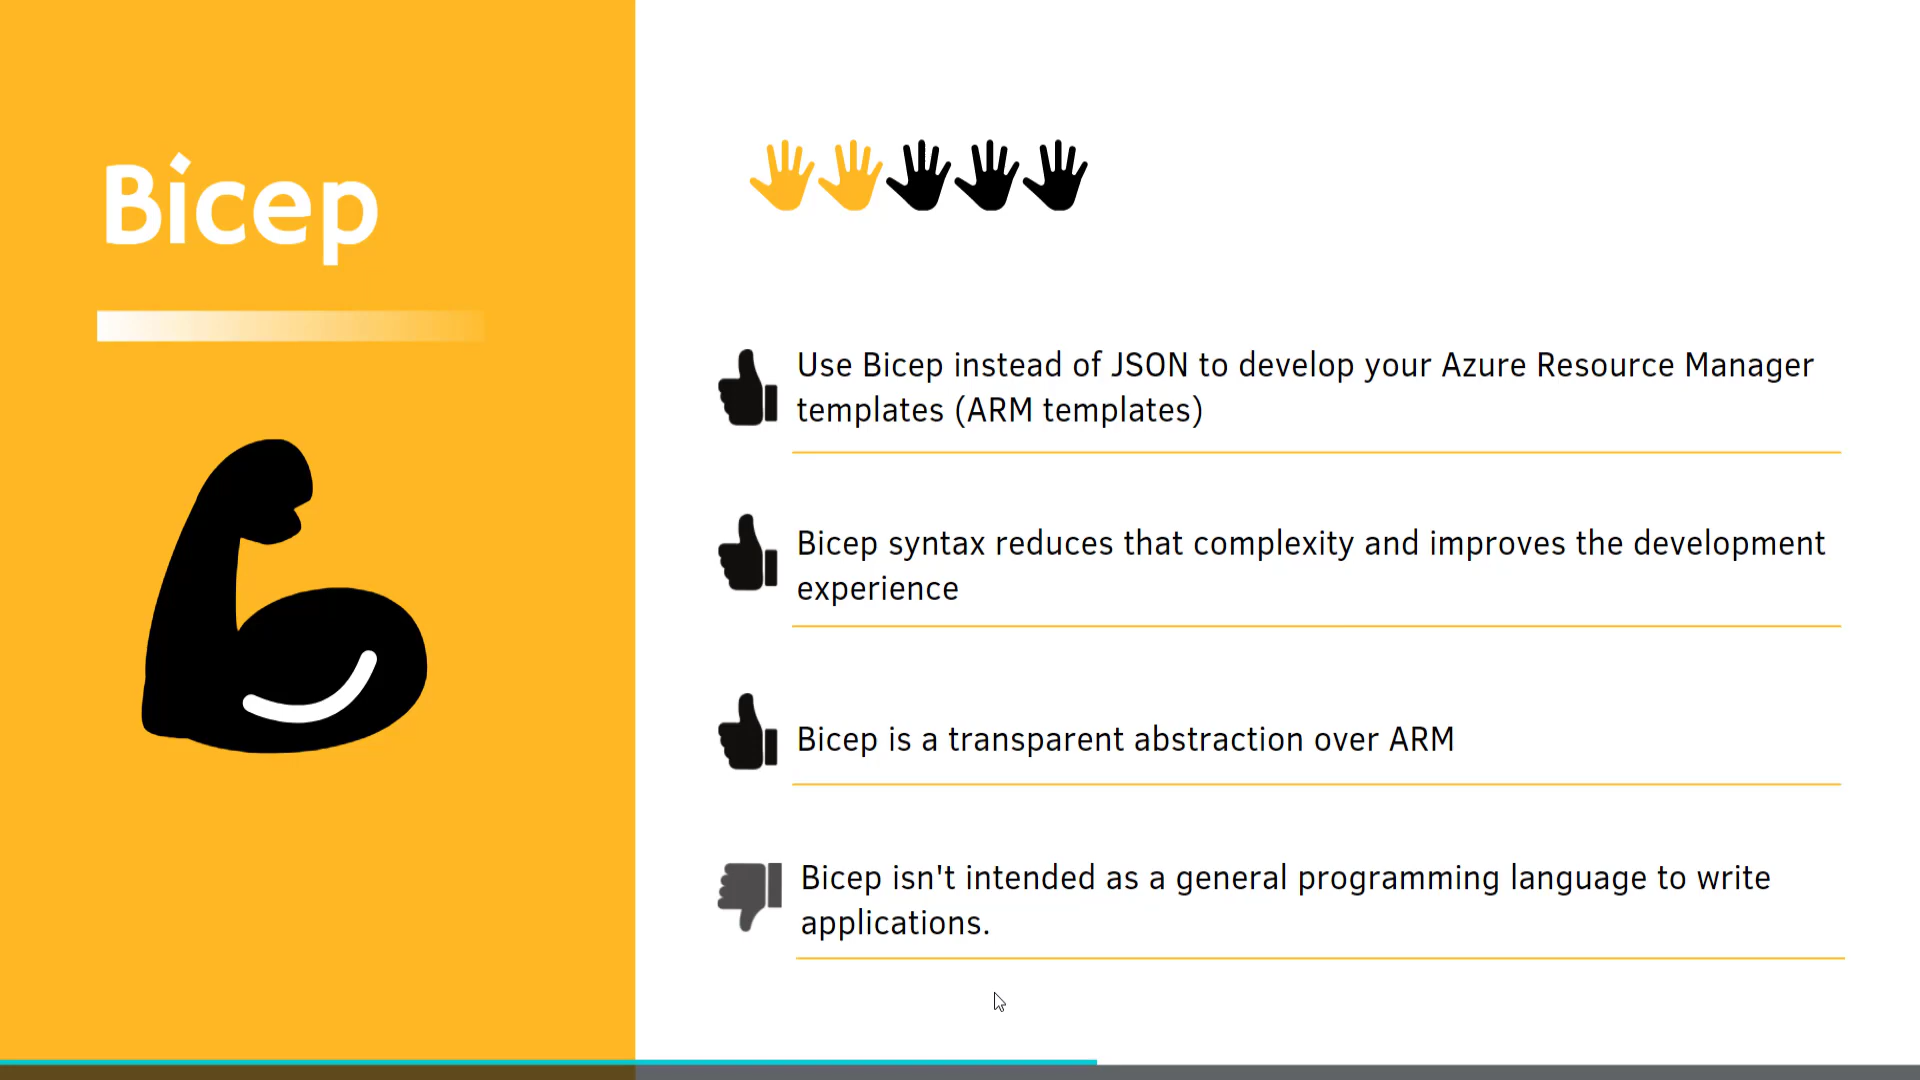 Bicep
Use Bicep instead of JSON to develop your Azure Resource Manager
templates (ARM templates)
Bicep syntax reduces that complexity and improves the development
experience
Bicep is a transparent abstraction over ARM
Bicep isn't intended as a general programming language to write
applications.